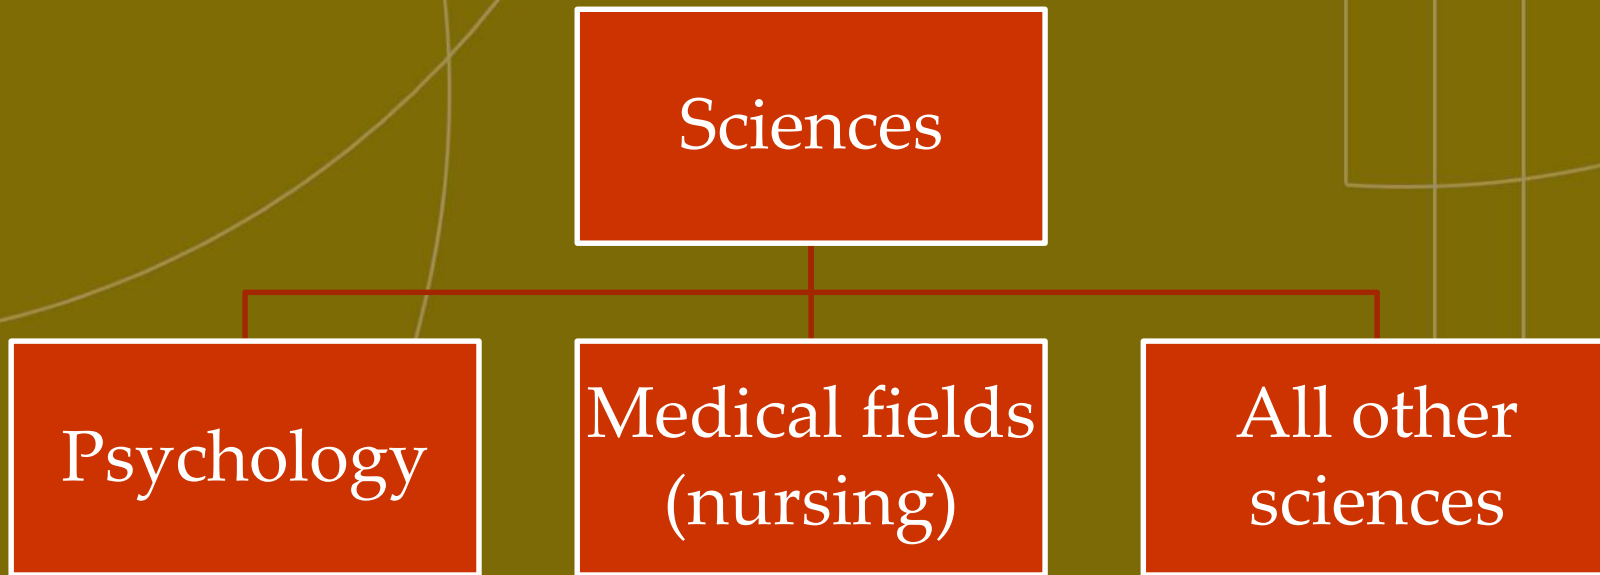 Sciences
Psychology
Medical fields
(nursing)
All other
sciences